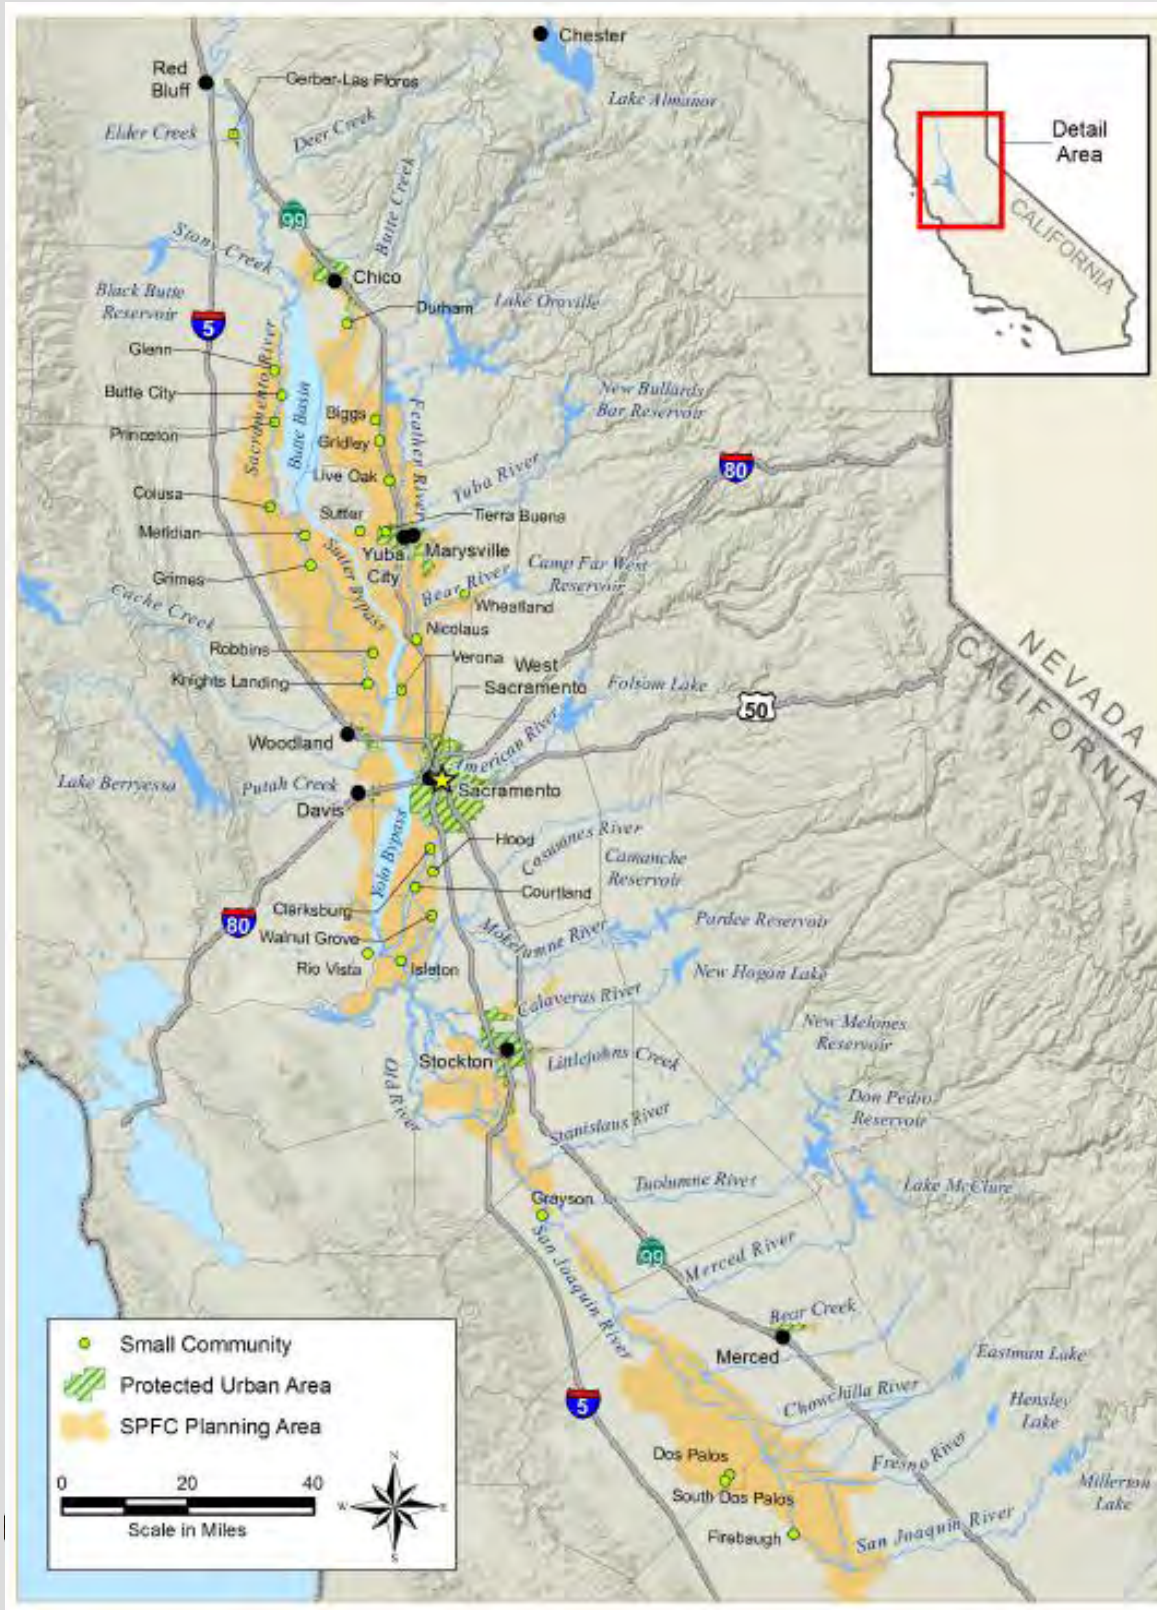 Chester
Red
Bluff
Gerber-Las Flores
Lake Almanor
Elder Creek
Deer Creek
Detail
Area
Butte Creek
99
CALIFORNIA
Stony Creek
Chico
Black Butte
Reservoir
Durham
Lake Oroville
5
Glenn
Sacramento River
Butte City
Butte Basin
New Bullards
Bar Reservoir
Princeton
Biggs
Gridley
Feather River
80
Live Oak
Yuba River
Colusa
Sutter
Tierra Buena
Meridian
Yuba
City
Marysville
Grimes
Sutter Bypass
Camp Far West
Reservoir
Bear River
Wheatland
Cache Creek
Nicolaus
NEVADA
CALIFORNIA
Robbins
Verona
West
Sacramento
Knights Landing
Folsom Lake
50
Woodland
American River
Lake Berryessa
Putah Creek
Davis
Sacramento
Yolo Bypass
Hood
Cosumnes River
Camanche
Reservoir
Courtland
Clarksburg
80
Walnut Grove
Mokelumne River
Pardee Reservoir
Rio Vista
Isleton
New Hogan Lake
Calaveras River
New Melones
Reservoir
Stockton
Littlejohns Creek
Old River
Don Pedro
Reservoir
Stanislaus River
Tuolumne River
Lake McClure
Grayson
San Joaquin River
99
Merced River
Bear Creek
Merced
Eastman Lake
Chowchilla River
Hensley
Lake
5
Fresno River
Dos Palos
South Dos Palos
Millerton
Lake
Firebaugh
San Joaquin River
Small Community
Protected Urban Area
SPFC Planning Area
0 20 40
Scale in Miles
N
W E
S